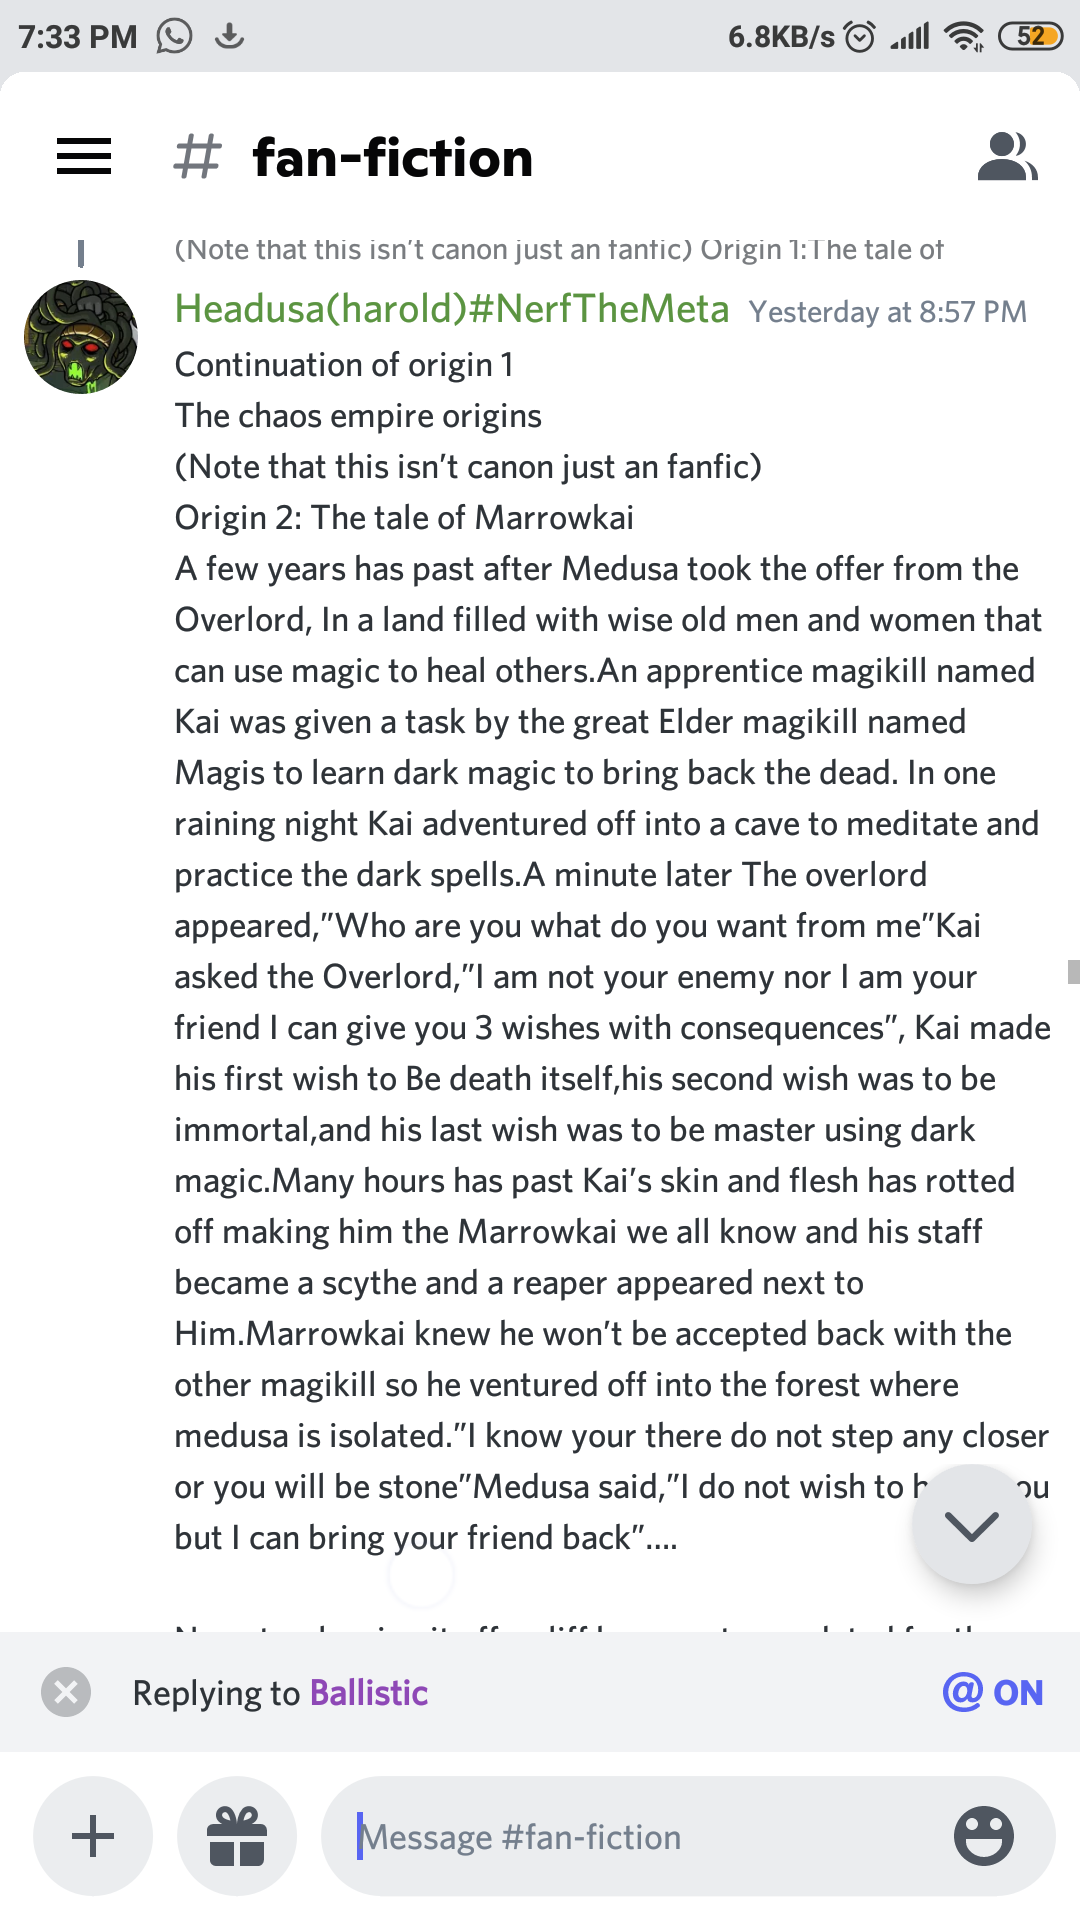 7:33 PM
6.8KB/s
52
# fan-fiction
(Note that this isn't canon just an fanfic) Origin 1:The tale of
Headusa(harold)#NerfTheMeta Yesterday at 8:57 PM
Continuation of origin 1
The chaos empire origins
(Note that this isn't canon just an fanfic)
Origin 2: The tale of Marrowkai
A few years has past after Medusa took the offer from the
Overlord, In a land filled with wise old men and women that
can use magic to heal others.An apprentice magikill named
Kai was given a task by the great Elder magikill named
Magis to learn dark magic to bring back the dead. In one
raining night Kai adventured off into a cave to meditate and
practice the dark spells.A minute later The overlord
appeared,"Who are you what do you want from me"Kai
asked the Overlord,"I am not your enemy nor I am your
friend I can give you 3 wishes with consequences", Kai made
his first wish to Be death itself,his second wish was to be
immortal,and his last wish was to be master using dark
magic.Many hours has past Kai's skin and flesh has rotted
off making him the Marrowkai we all know and his staff
became a scythe and a reaper appeared next to
Him.Marrowkai knew he won't be accepted back with the
other magikill so he ventured off into the forest where
medusa is isolated."I know your there do not step any closer
or you will be stone"Medusa said,"I do not wish to
but I can bring your friend back"....
Replying to Ballistic
@ ON
Message #fan-fiction